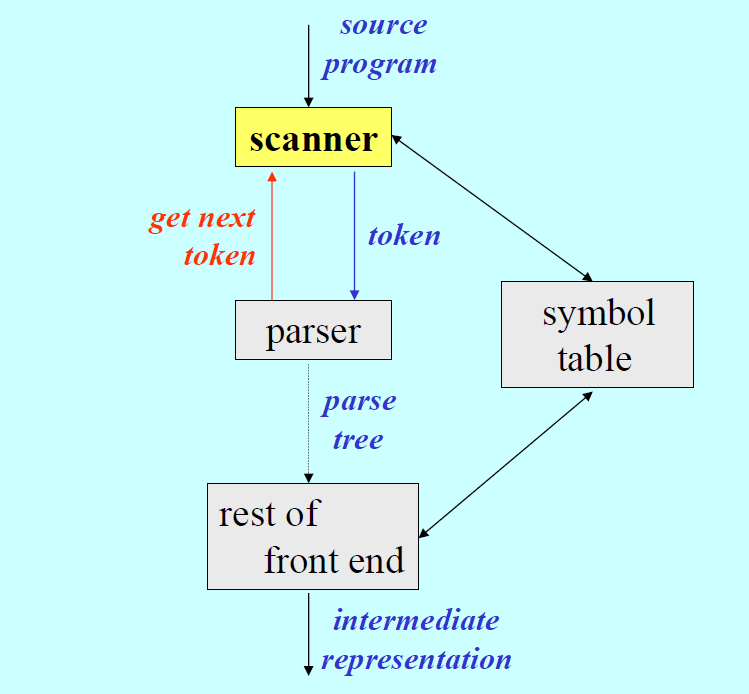 source
program
scanner
get next
token
token
parser
symbol
table
parse
tree
rest of
front end
intermediate
representation